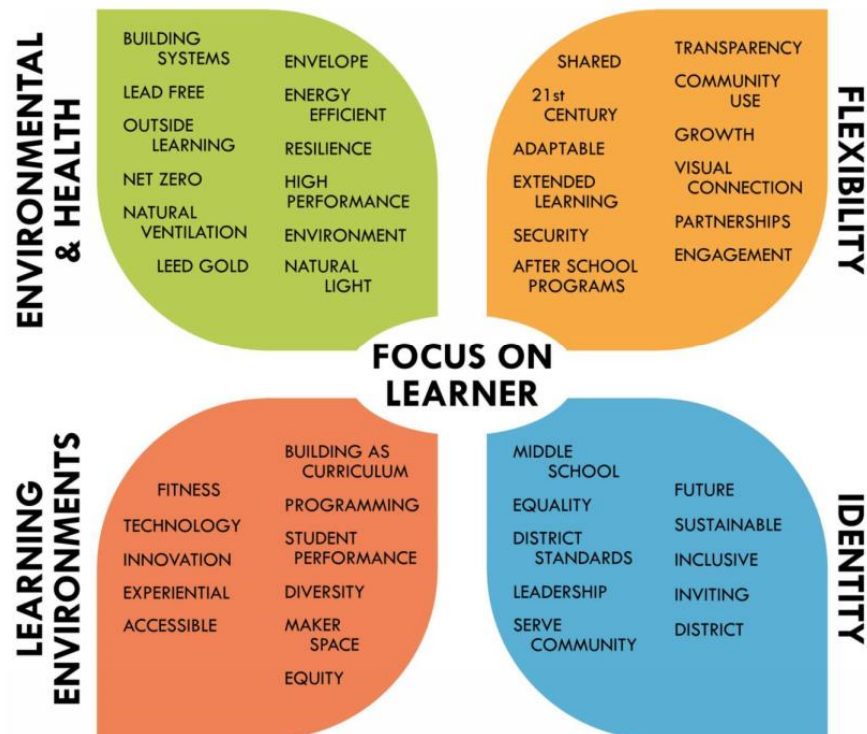 ENVIRONMENTAL
& HEALTH
BUILDING
SYSTEMS
LEAD FREE
OUTSIDE
LEARNING
NET ZERO
NATURAL
VENTILATION
LEED GOLD
ENVELOPE
ENERGY
EFFICIENT
RESILIENCE
HIGH
PERFORMANCE
ENVIRONMENT
NATURAL
LIGHT
SHARED
21st
CENTURY
ADAPTABLE
EXTENDED
LEARNING
SECURITY
AFTER SCHOOL
PROGRAMS
TRANSPARENCY
COMMUNITY
USE
GROWTH
VISUAL
CONNECTION
PARTNERSHIPS
ENGAGEMENT
FLEXIBILITY
FOCUS ON
LEARNER
LEARNING
ENVIRONMENTS
FITNESS
TECHNOLOGY
INNOVATION
EXPERIENTIAL
ACCESSIBLE
BUILDING AS
CURRICULUM
PROGRAMMING
STUDENT
PERFORMANCE
DIVERSITY
MAKER
SPACE
EQUITY
MIDDLE
SCHOOL
EQUALITY
DISTRICT
STANDARDS
LEADERSHIP
SERVE
COMMUNITY
FUTURE
SUSTAINABLE
INCLUSIVE
INVITING
DISTRICT
IDENTITY